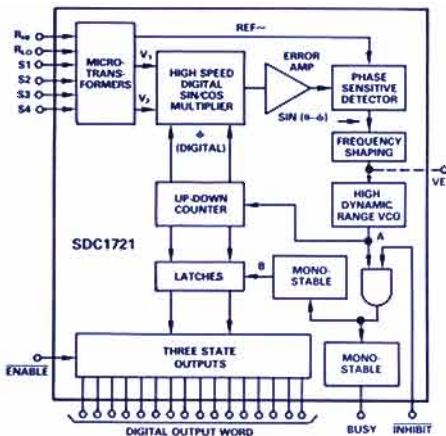 R HI
R LO
S1
S2
S3
S4
MICRO-
TRANS-
FORMERS
V1
V2
REF~
HIGH SPEED
DIGITAL
SIN/COS
MULTIPLIER
ERROR
AMP
PHASE
SENSITIVE
DETECTOR
SIN (θ-ϕ)
FREQUENCY
SHAPING
VEL
ϕ
(DIGITAL)
UP-DOWN
COUNTER
HIGH
DYNAMIC
RANGE VCO
A
SDC1721
LATCHES
B
MONO-
STABLE
THREE STATE
OUTPUTS
MONO-
STABLE
ENABLE
DIGITAL OUTPUT WORD
BUSY
INHIBIT